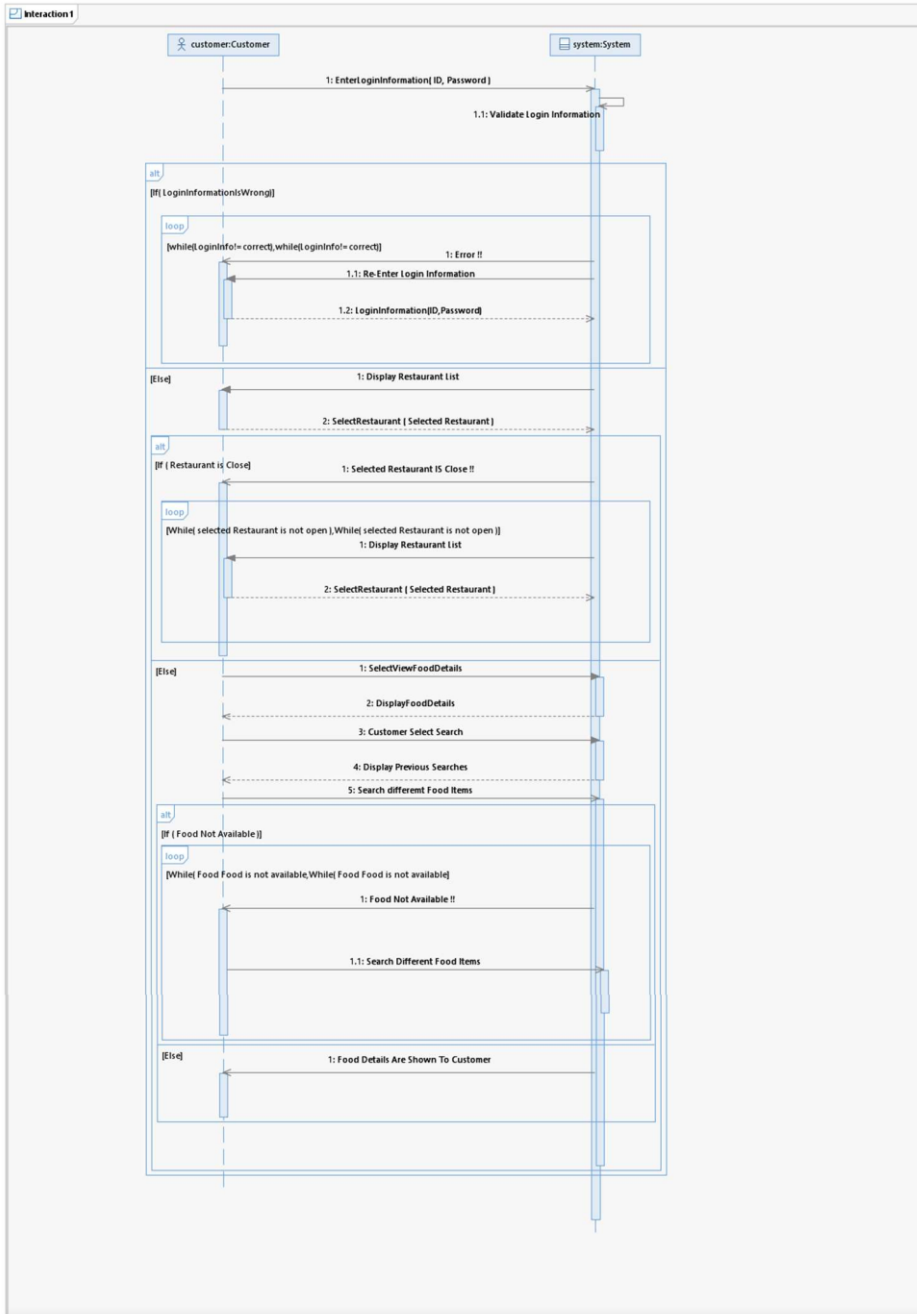 Interaction1
customer:Customer
system:System
1: EnterLoginInformation( ID, Password )
1.1: Validate Login Information
alt
[If( LoginInformationIsWrong)]
loop
[while(LoginInfo!= correct),while(LoginInfo!= correct)]
1: Error !!
1.1: Re-Enter Login Information
1.2: LoginInformation(ID,Password)
[Else]
1: Display Restaurant List
2: SelectRestaurant ( Selected Restaurant )
alt
[If ( Restaurant is Close]
1: Selected Restaurant IS Close !!
loop
[While( selected Restaurant is not open ),While( selected Restaurant is not open )]
1: Display Restaurant List
2: SelectRestaurant ( Selected Restaurant )
[Else]
1: SelectViewFoodDetails
2: DisplayFoodDetails
3: Customer Select Search
4: Display Previous Searches
5: Search differemt Food Items
alt
[If ( Food Not Available )]
loop
[While( Food Food is not available,While( Food Food is not available]
1: Food Not Available !!
1.1: Search Different Food Items
[Else]
1: Food Details Are Shown To Customer